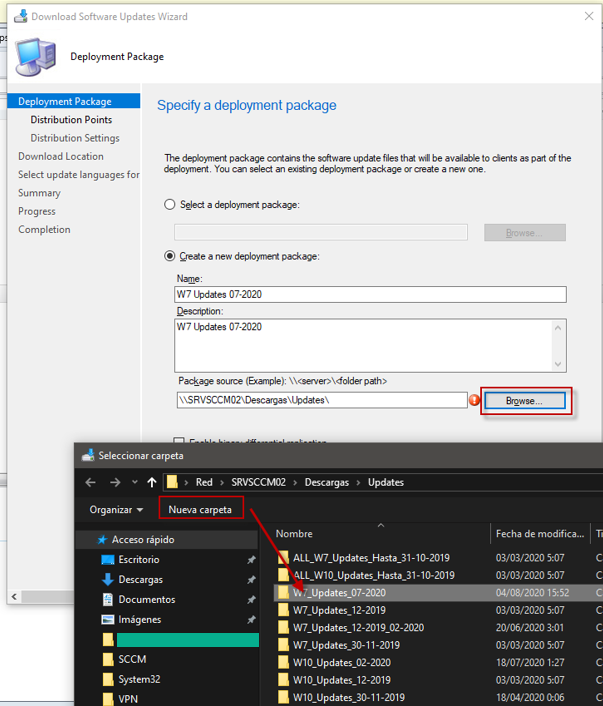 Download Software Updates Wizard
Deployment Package
Deployment Package
Distribution Points
Distribution Settings
Download Location
Select update languages for
Summary
Progress
Completion
Specify a deployment package
The deployment package contains the software update files that will be available to clients as part of the
deployment. You can select an existing deployment package or create a new one.
Select a deployment package:
Browse...
Create a new deployment package:
Name:
W7 Updates 07-2020
Description:
W7 Updates 07-2020
Package source (Example): \\<server>\<folder path>
\\SRVSCCM02\Descargas\Updates\
Browse...
Enable binary differential replication
Seleccionar carpeta
Red > SRVSCCM02 > Descargas > Updates
Organizar
Nueva carpeta
Acceso rápido
Escritorio
Descargas
Documentos
Imágenes
SCCM
System32
VPN
Nombre
Fecha de modifica...
ALL_W7_Updates_Hasta_31-10-2019 03/03/2020 5:07
ALL_W10_Updates_Hasta_31-10-2019 03/03/2020 5:07
W7_Updates_07-2020 04/08/2020 15:52
W7_Updates_12-2019 03/03/2020 5:07
W7_Updates_12-2019_02-2020 20/06/2020 3:01
W7_Updates_30-11-2019 03/03/2020 5:07
W10_Updates_02-2020 18/07/2020 1:27
W10_Updates_12-2019 03/03/2020 5:07
W10_Updates_30-11-2019 18/04/2020 0:06